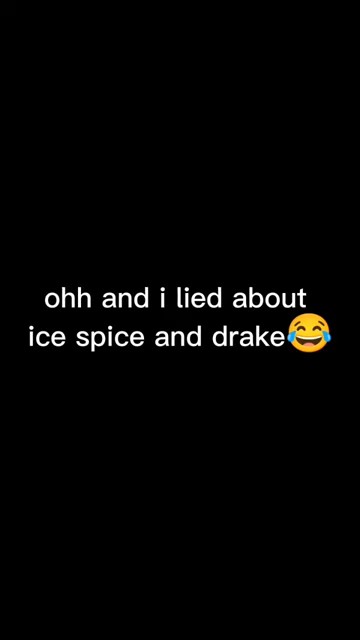 ohh and i lied about
ice spice and drake😂